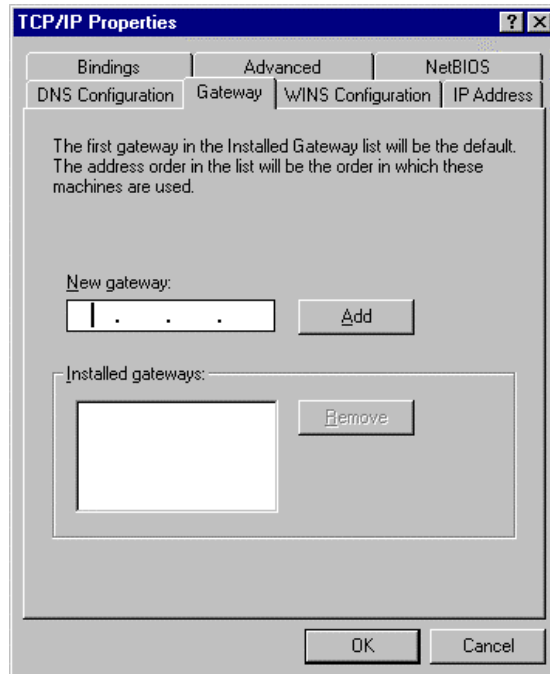 TCP/IP Properties
? ×
Bindings Advanced NetBIOS
DNS Configuration Gateway WINS Configuration IP Address
The first gateway in the Installed Gateway list will be the default.
The address order in the list will be the order in which these
machines are used.
New gateway:
. . .
Add
Installed gateways:
Remove
OK Cancel